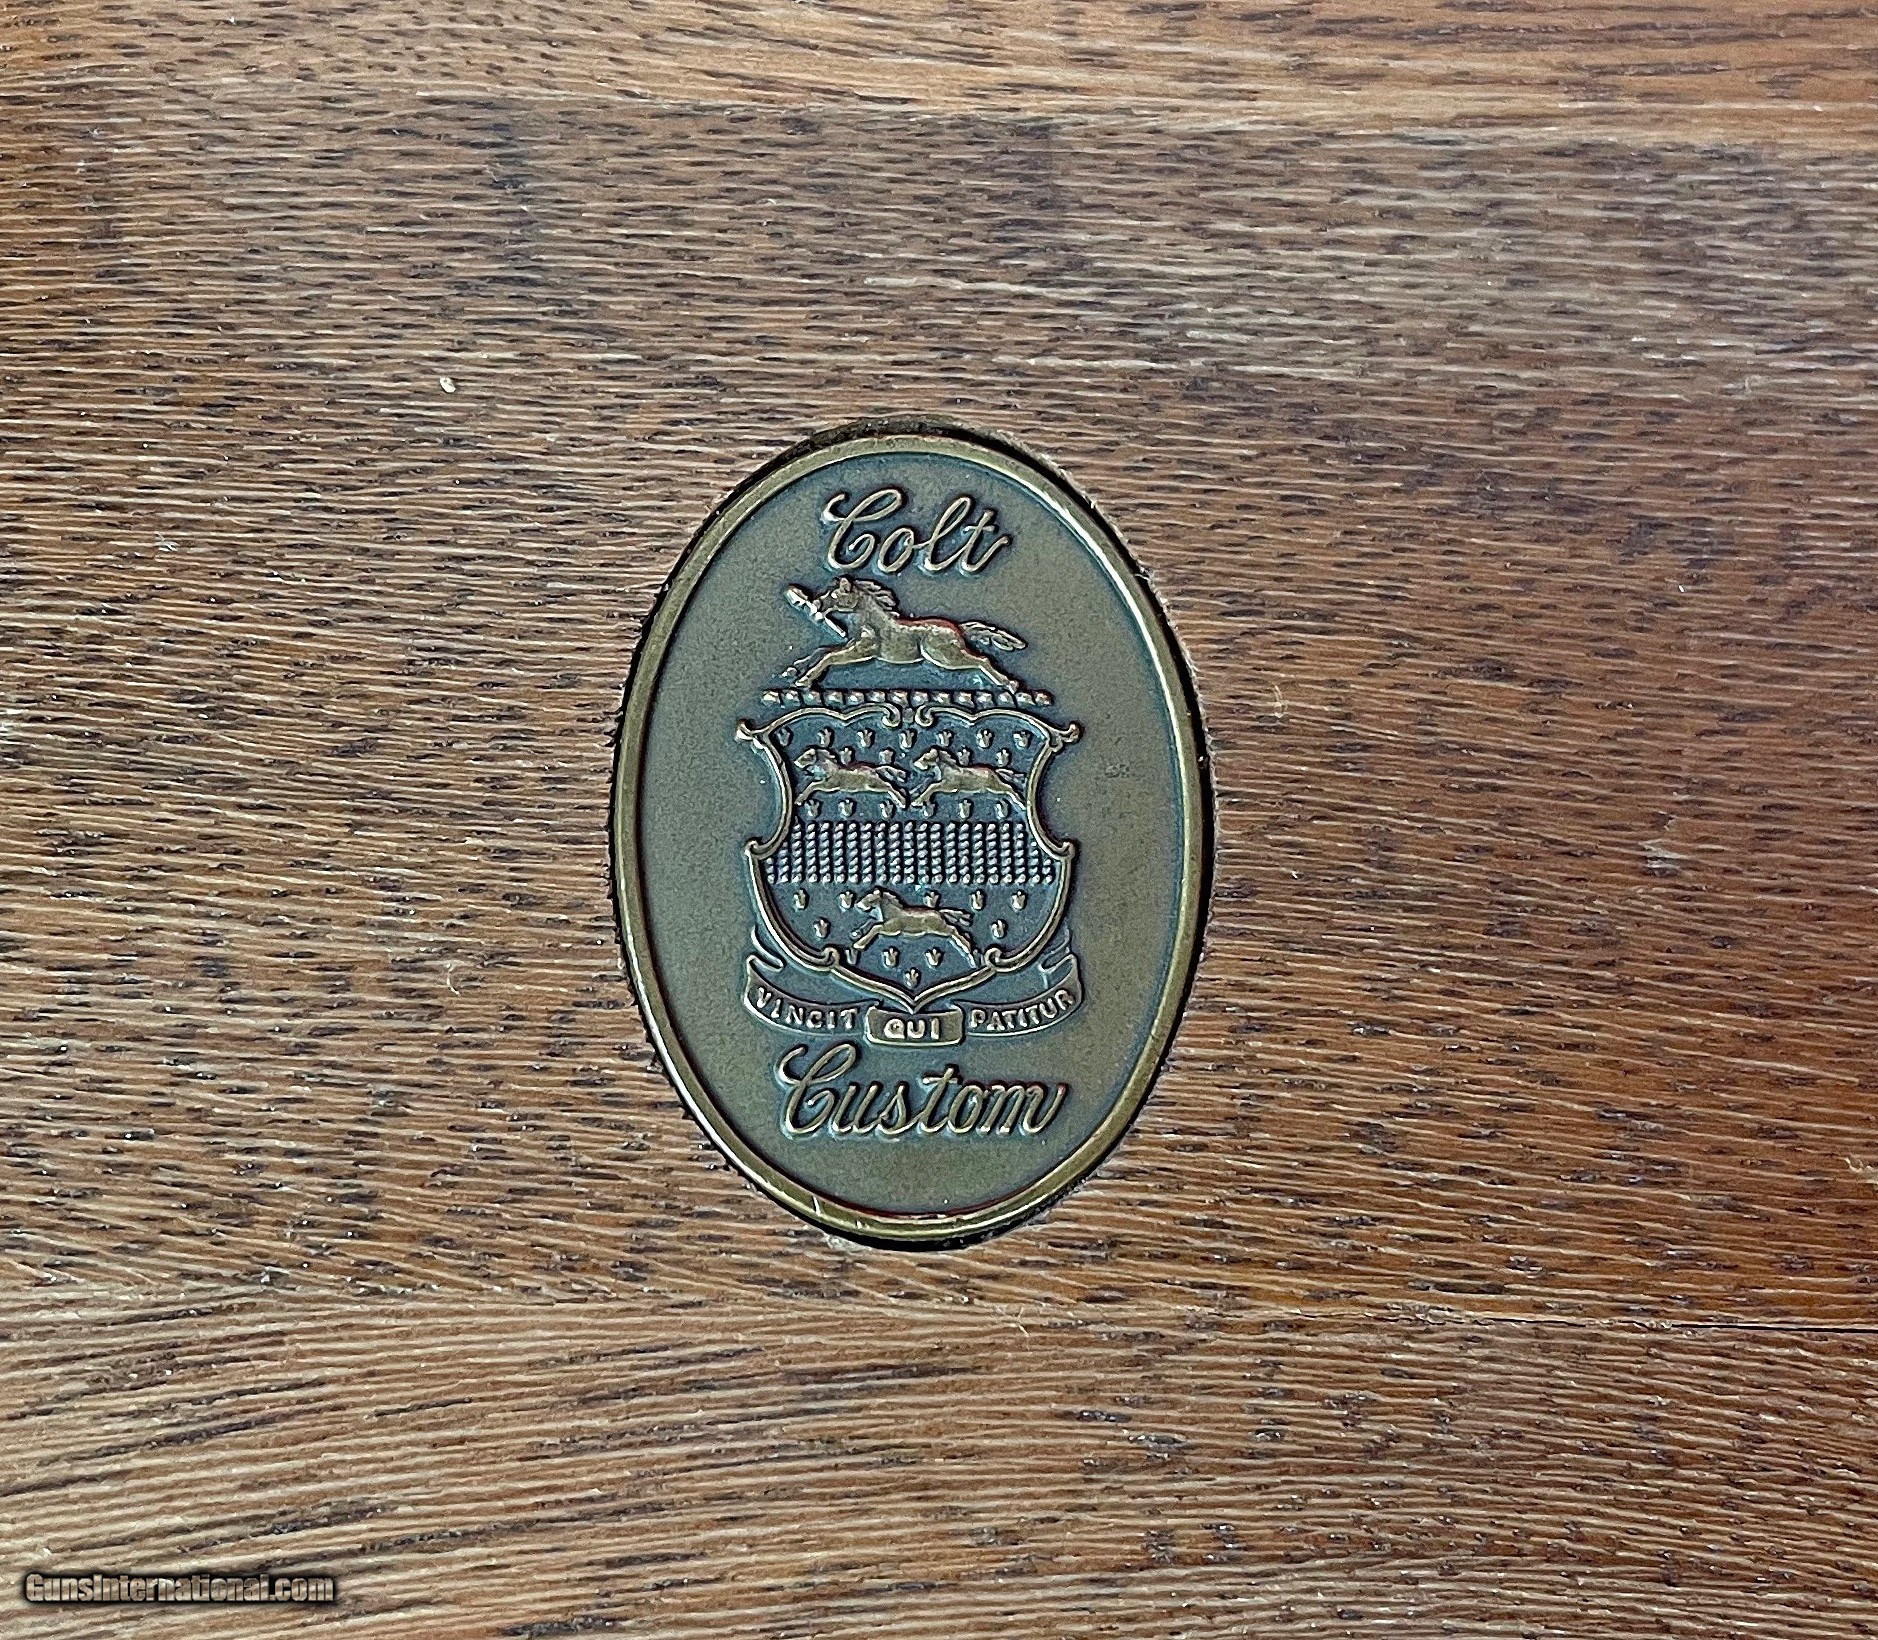 Colt
VINCIT QUI PATITUR
Custom
GunsInternational.com